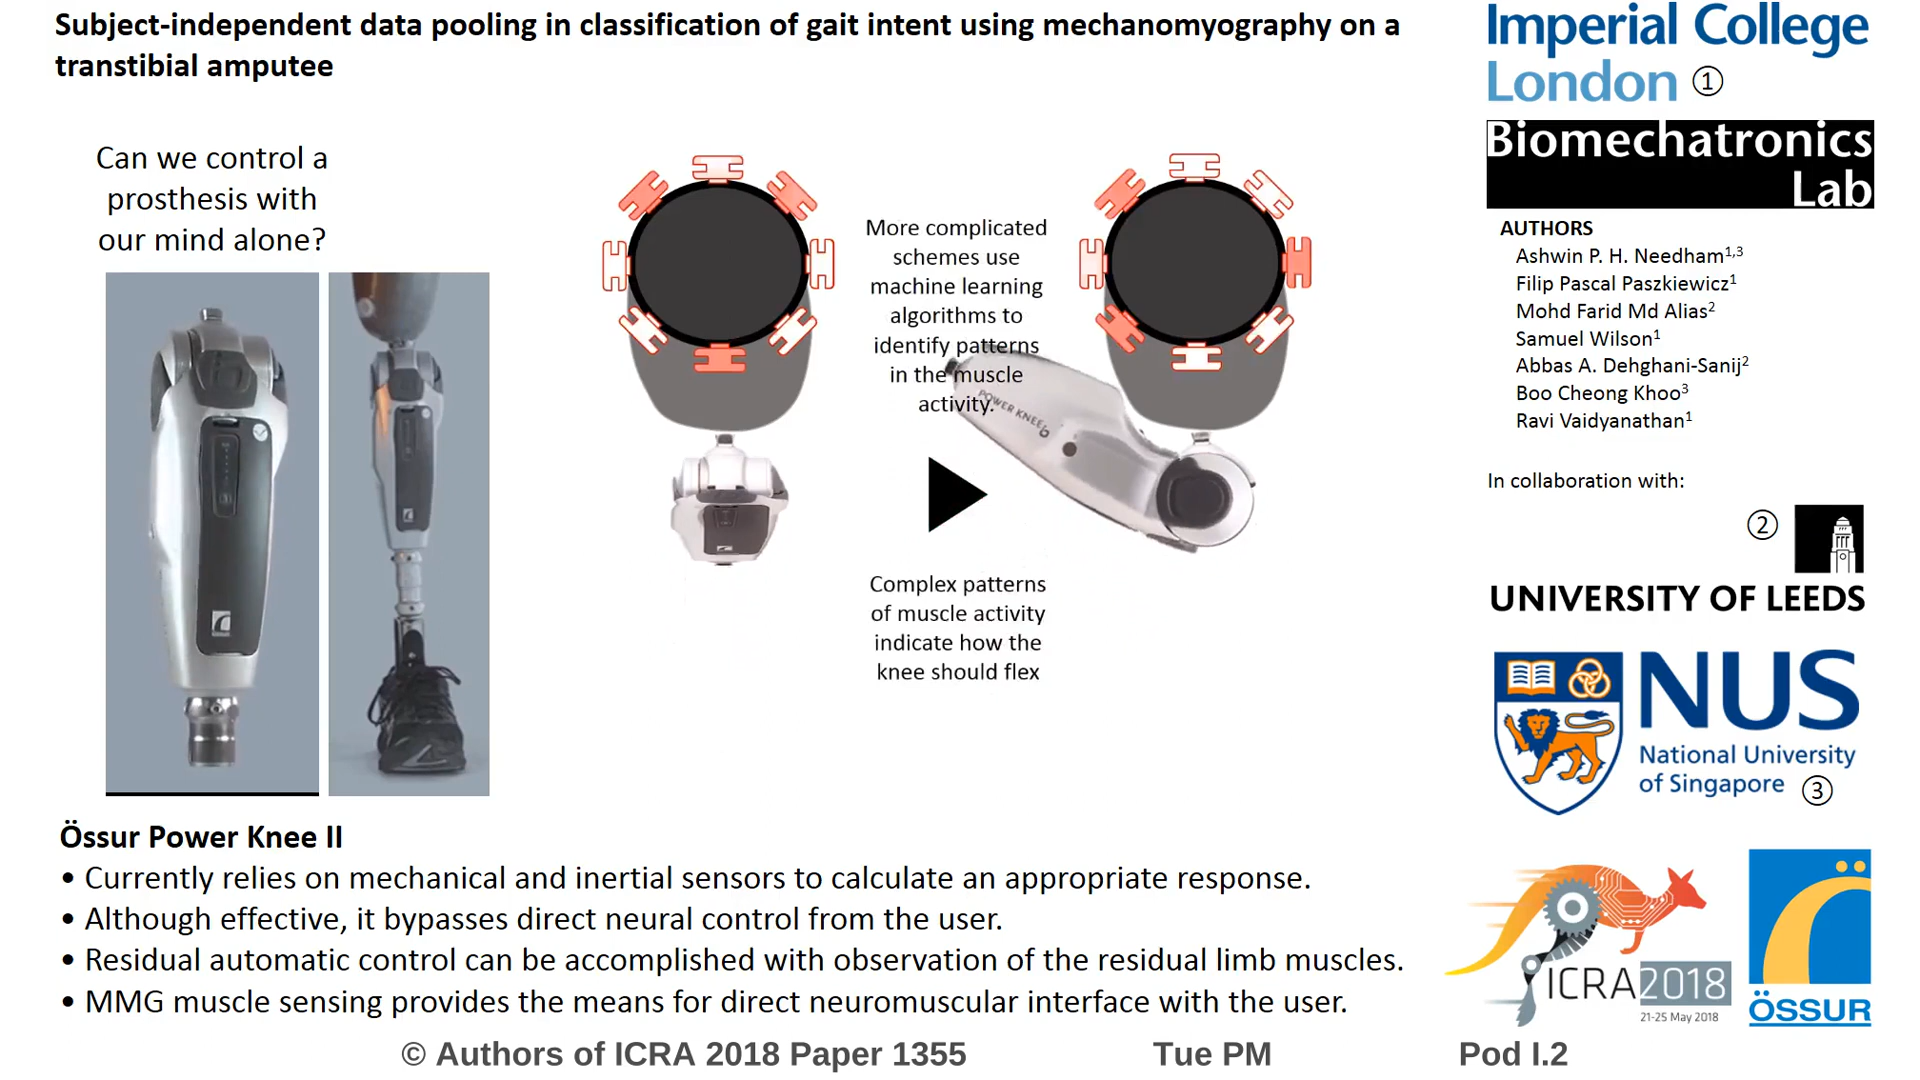 Subject-independent data pooling in classification of gait intent using mechanomyography on a
transtibial amputee
Can we control a
prosthesis with
our mind alone?
More complicated
schemes use
machine learning
algorithms to
identify patterns
in the muscle
activity.
POWER KNEE
Complex patterns
of muscle activity
indicate how the
knee should flex
Össur Power Knee II
• Currently relies on mechanical and inertial sensors to calculate an appropriate response.
• Although effective, it bypasses direct neural control from the user.
• Residual automatic control can be accomplished with observation of the residual limb muscles.
• MMG muscle sensing provides the means for direct neuromuscular interface with the user.
Imperial College
London ①
Biomechatronics
Lab
AUTHORS
Ashwin P. H. Needham1,3
Filip Pascal Paszkiewicz1
Mohd Farid Md Alias2
Samuel Wilson1
Abbas A. Dehghani-Sanij2
Boo Cheong Khoo3
Ravi Vaidyanathan1
In collaboration with:
②
UNIVERSITY OF LEEDS
NUS
National University
of Singapore ③
ICRA2018
21-25 May 2018
ÖSSUR
© Authors of ICRA 2018 Paper 1355 Tue PM Pod I.2